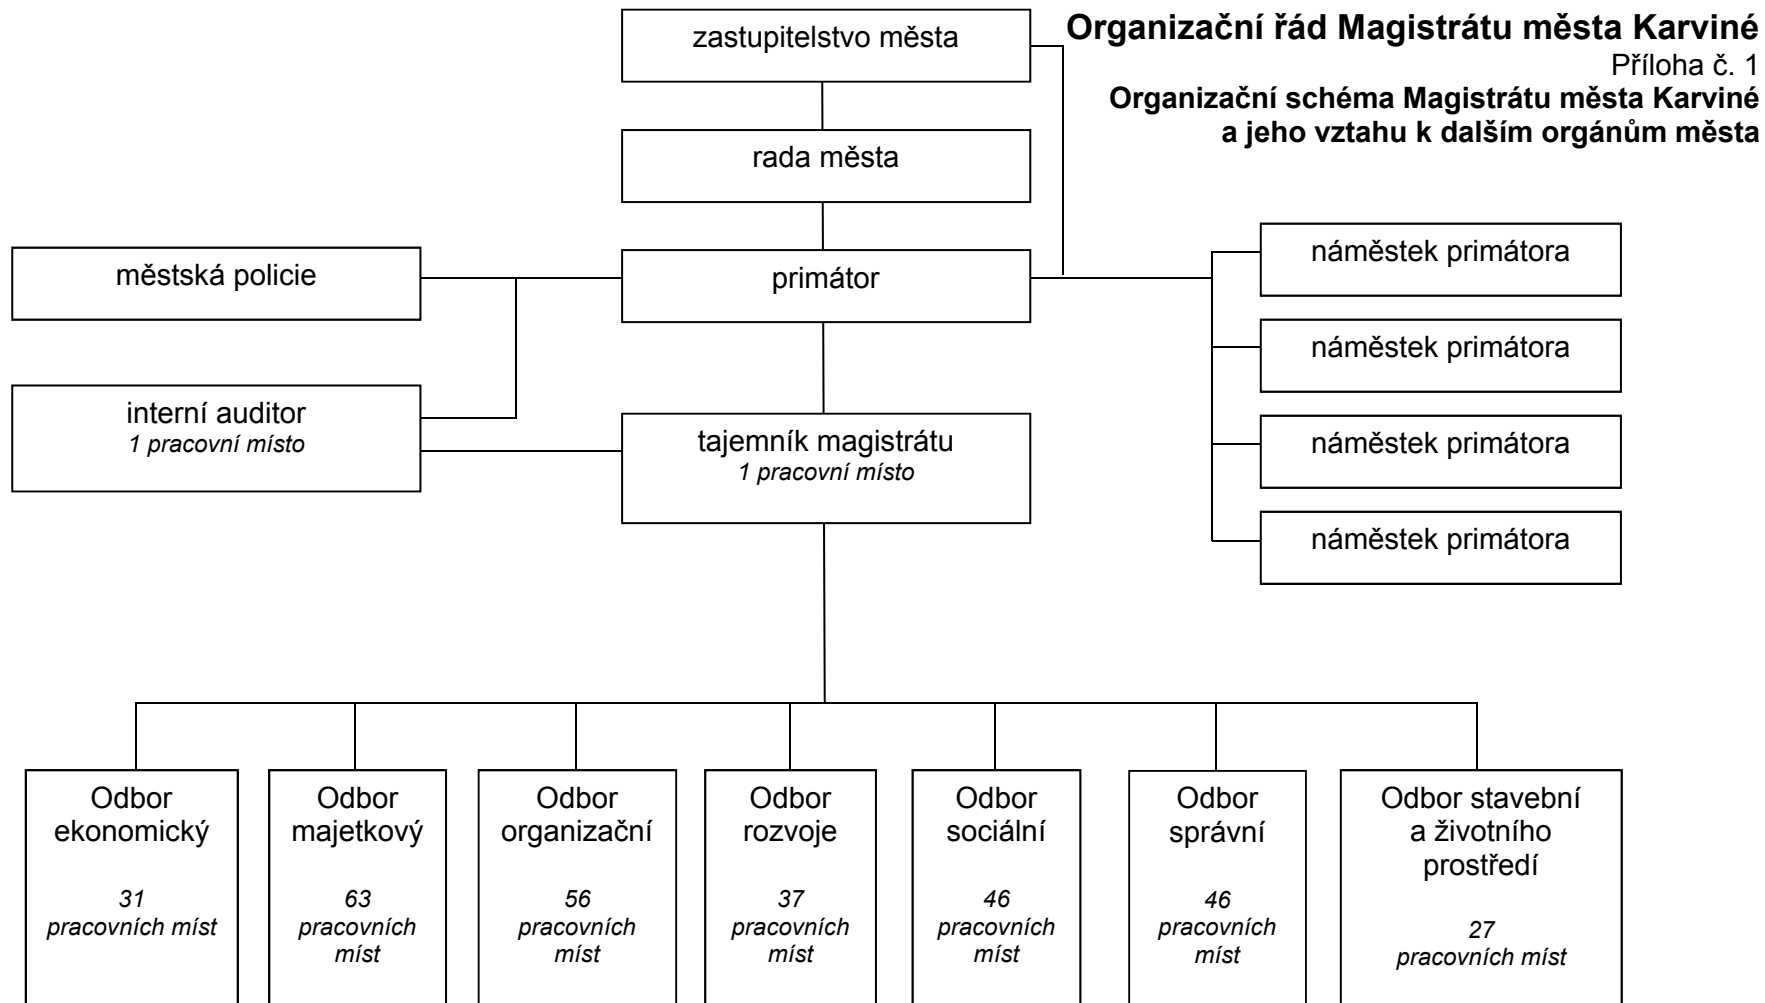 Organizační řád Magistrátu města Karviné
Příloha č. 1
Organizační schéma Magistrátu města Karviné
a jeho vztahu k dalším orgánům města
zastupitelstvo města
rada města
primátor
městská policie
interní auditor
1 pracovní místo
tajemník magistrátu
1 pracovní místo
náměstek primátora
náměstek primátora
náměstek primátora
náměstek primátora
Odbor
ekonomický
31
pracovních míst
Odbor
majetkový
63
pracovních
míst
Odbor
organizační
56
pracovních
míst
Odbor
rozvoje
37
pracovních
míst
Odbor
sociální
46
pracovních
míst
Odbor
správní
46
pracovních
míst
Odbor stavební
a životního
prostředí
27
pracovních míst